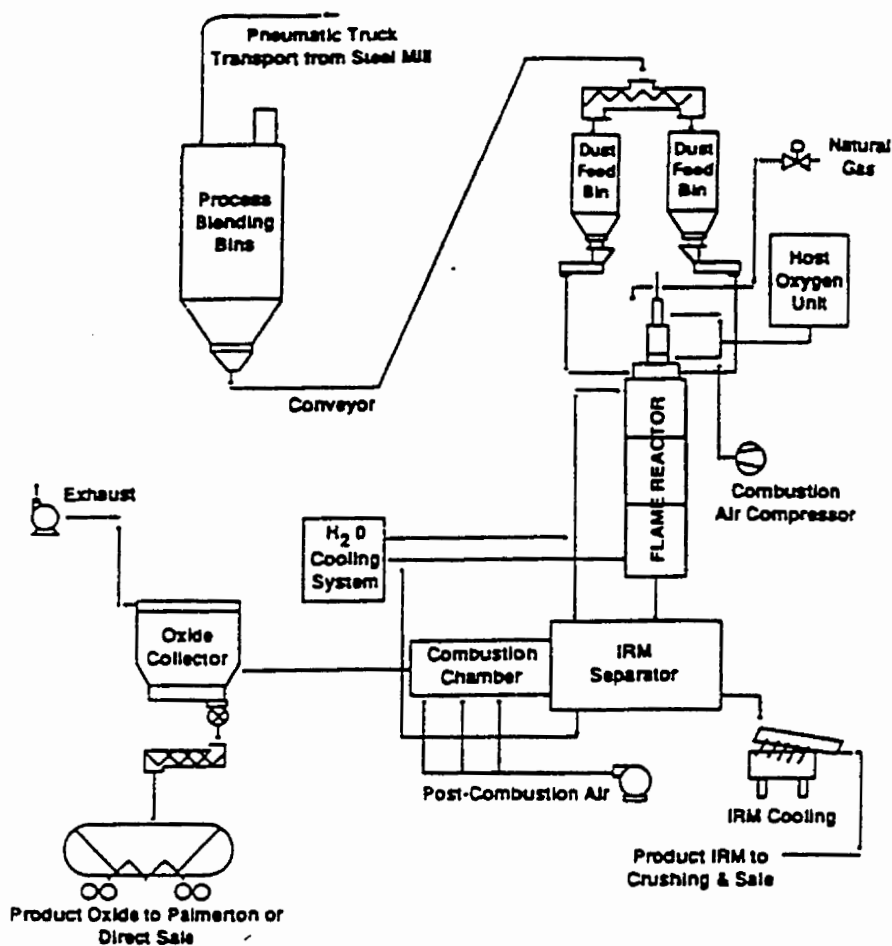 Pneumatic Truck
Transport from Steel Mill
Process
Blending
Bins
Dust
Feed
Bin
Dust
Feed
Bin
Natural
Gas
Host
Oxygen
Unit
Conveyor
FLAME REACTOR
Combustion
Air Compressor
Exhaust
H2O
Cooling
System
Oxide
Collector
Combustion
Chamber
IRM
Separator
Post-Combustion Air
IRM Cooling
Product IRM to
Crushing & Sale
Product Oxide to Palmerton or
Direct Sale